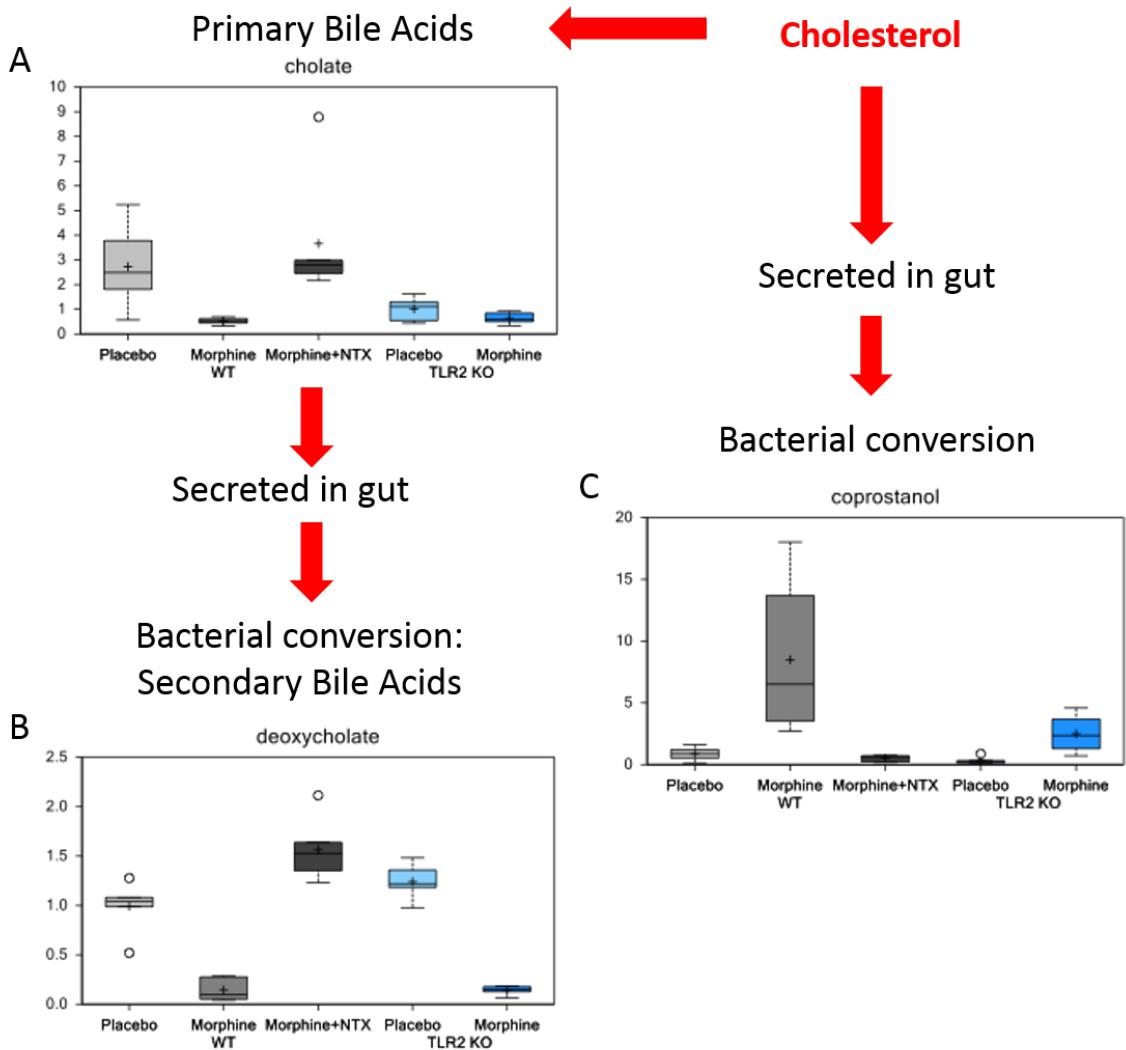 Primary Bile Acids
Cholesterol
A
cholate
10
9
8
7
6
5
4
3
2
1
0
Placebo
Morphine
Morphine+NTX
Placebo
Morphine
WT
TLR2 KO
Secreted in gut
Bacterial conversion:
Secondary Bile Acids
B
deoxycholate
2.5
2.0
1.5
1.0
0.5
0.0
Placebo
Morphine
Morphine+NTX
Placebo
Morphine
WT
TLR2 KO
Secreted in gut
Bacterial conversion
C
coprostanol
20
15
10
5
0
Placebo
Morphine
Morphine+NTX
Placebo
Morphine
WT
TLR2 KO